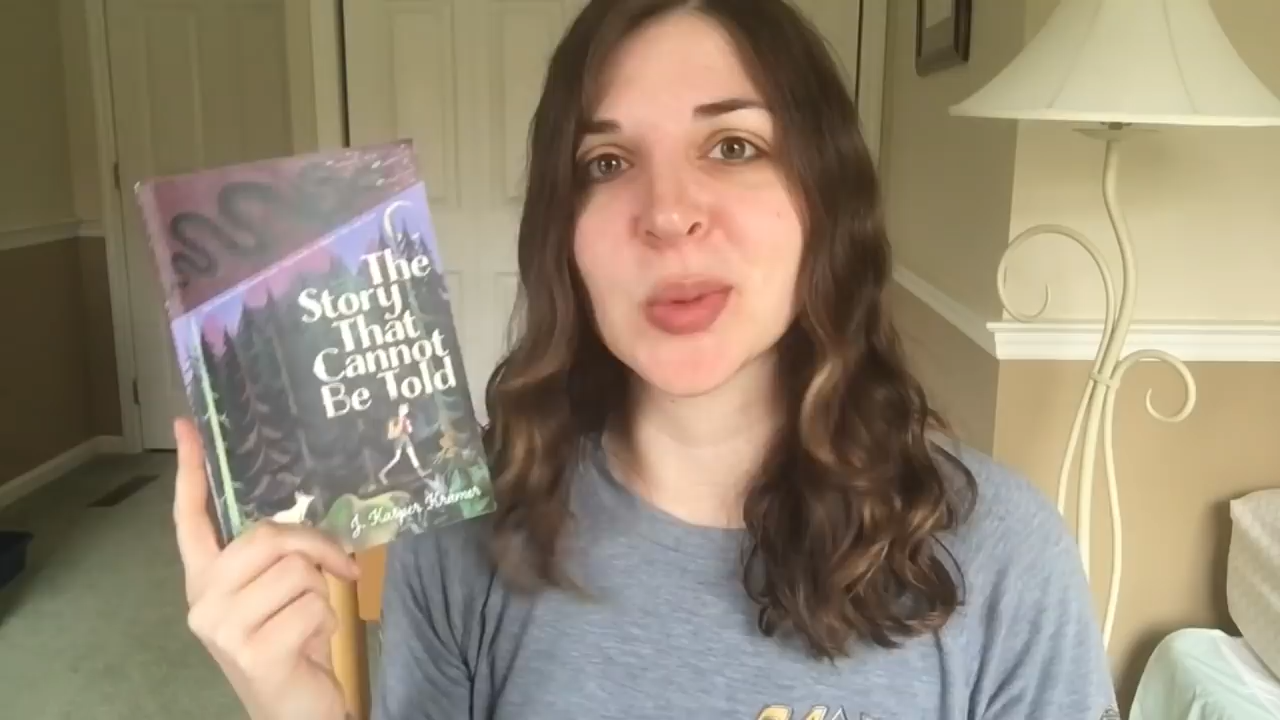 The
Story
That
Cannot
Be Told
J. Kasper Kramer